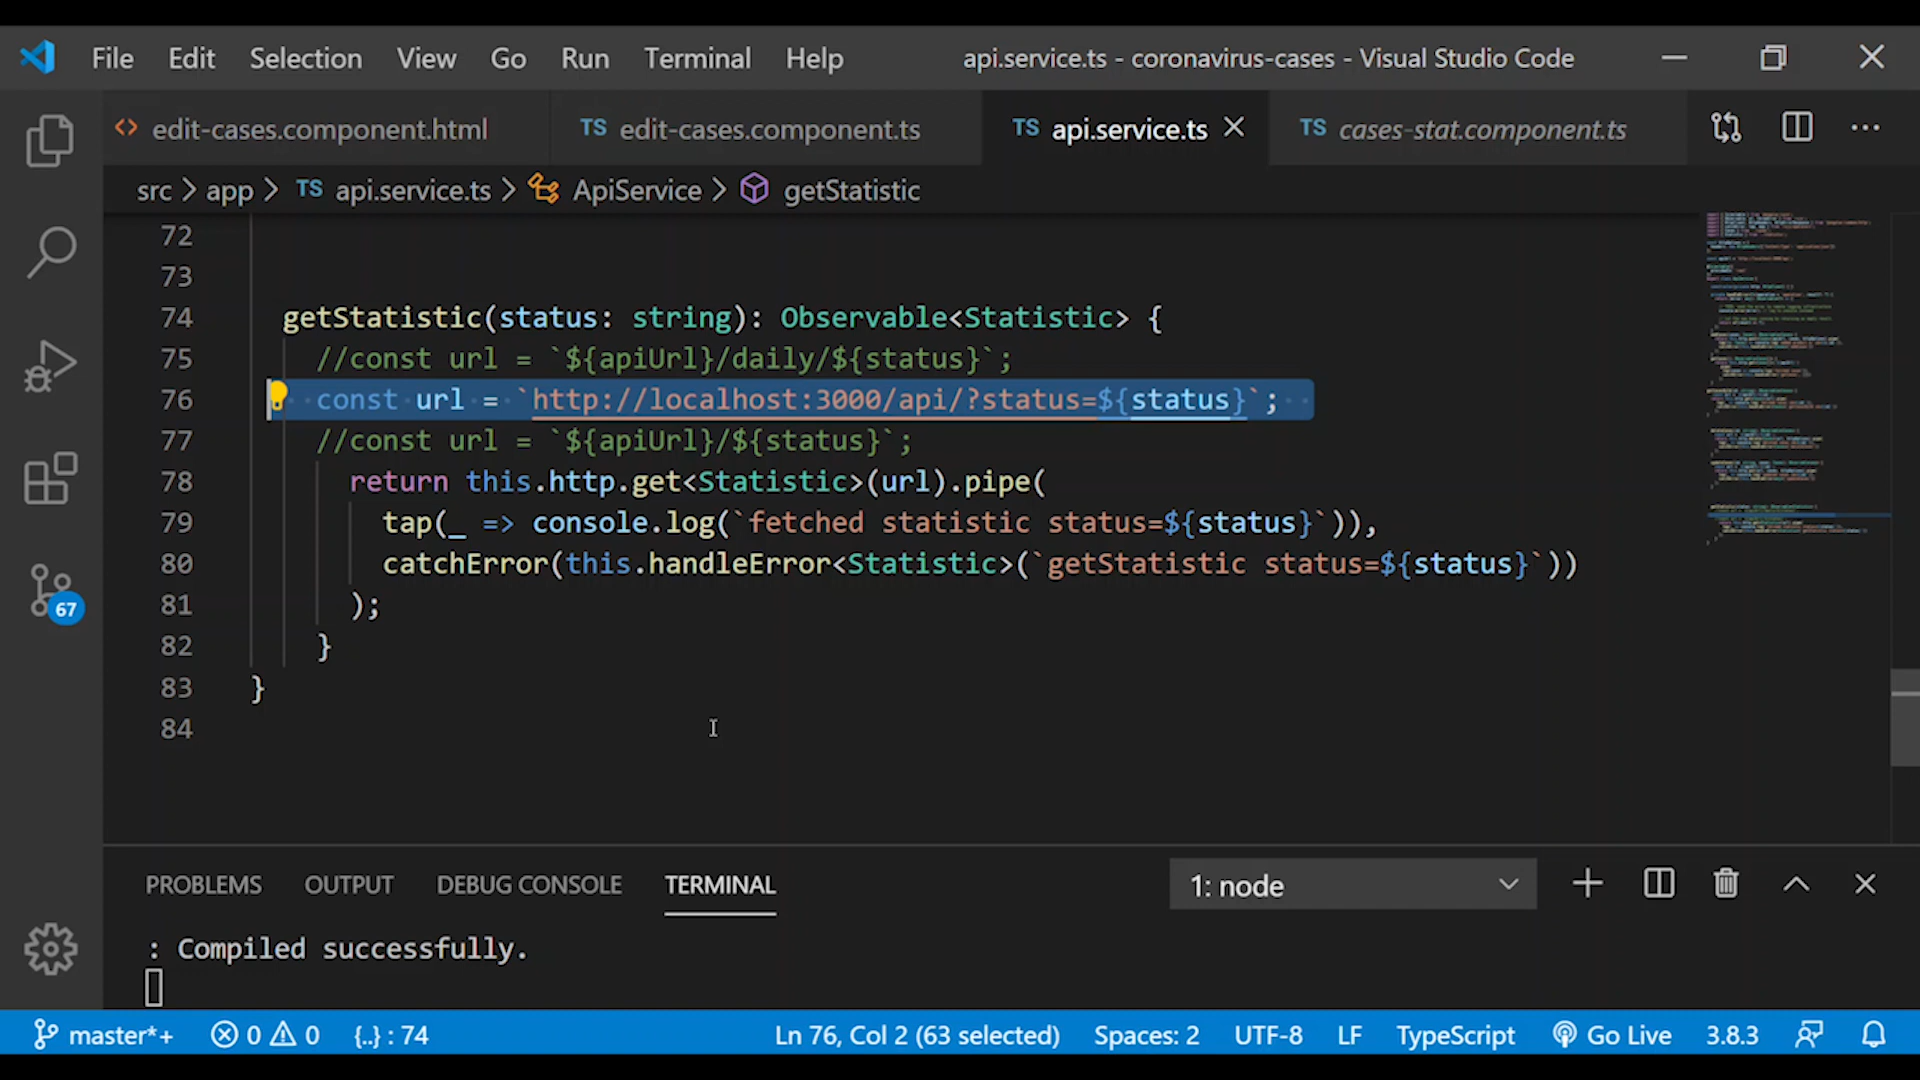 File Edit Selection View Go Run Terminal Help api.service.ts - coronavirus-cases - Visual Studio Code
edit-cases.component.html TS edit-cases.component.ts TS api.service.ts TS cases-stat.component.ts
src > app > TS api.service.ts > ApiService > getStatistic
72
73
74 getStatistic(status: string): Observable<Statistic> {
75 //const url = `${apiUrl}/daily/${status}`;
76 const url = `http://localhost:3000/api/?status=${status}`;
77 //const url = `${apiUrl}/${status}`;
78 return this.http.get<Statistic>(url).pipe(
79 tap(_ => console.log(`fetched statistic status=${status}`)),
80 catchError(this.handleError<Statistic>(`getStatistic status=${status}`))
81 );
82 }
83 }
84
67
PROBLEMS OUTPUT DEBUG CONSOLE TERMINAL 1: node
: Compiled successfully.
master*+ 0 0 {..} : 74 Ln 76, Col 2 (63 selected) Spaces: 2 UTF-8 LF TypeScript Go Live 3.8.3